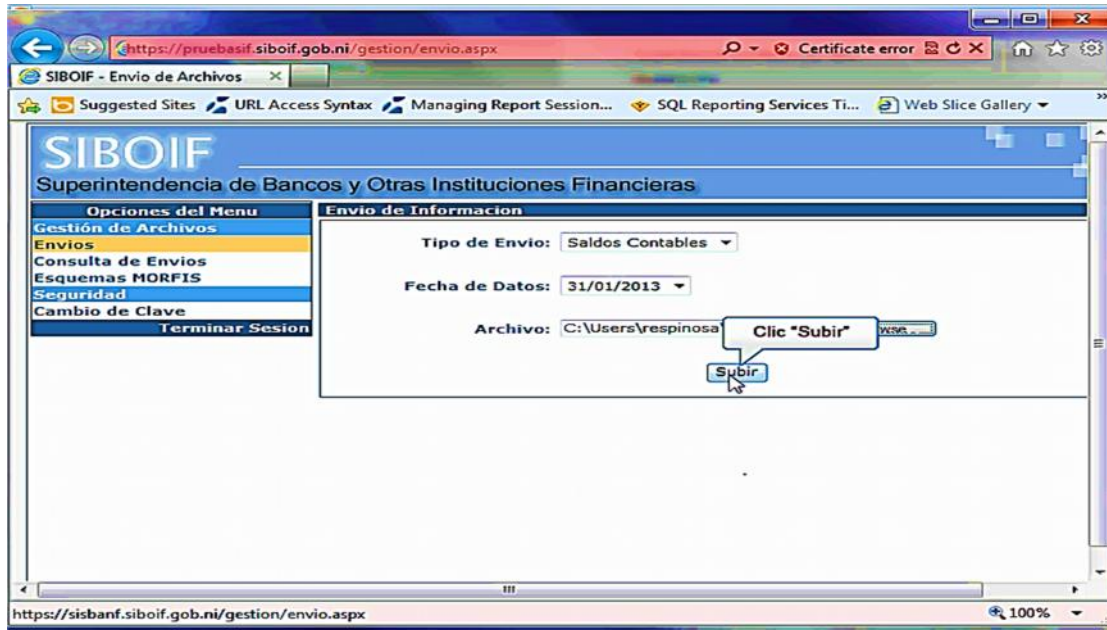 https://pruebasif.siboif.gob.ni/gestion/envio.aspx Certificate error
SIBOIF - Envio de Archivos
Suggested Sites URL Access Syntax Managing Report Session... SQL Reporting Services Ti... Web Slice Gallery
SIBOIF
Superintendencia de Bancos y Otras Instituciones Financieras
Opciones del Menu
Gestión de Archivos
Envios
Consulta de Envios
Esquemas MORFIS
Seguridad
Cambio de Clave
Terminar Sesion
Envio de Informacion
Tipo de Envio: Saldos Contables
Fecha de Datos: 31/01/2013
Archivo: C:\Users\respinosa
Clic "Subir"
Subir
https://sisbanf.siboif.gob.ni/gestion/envio.aspx
100%